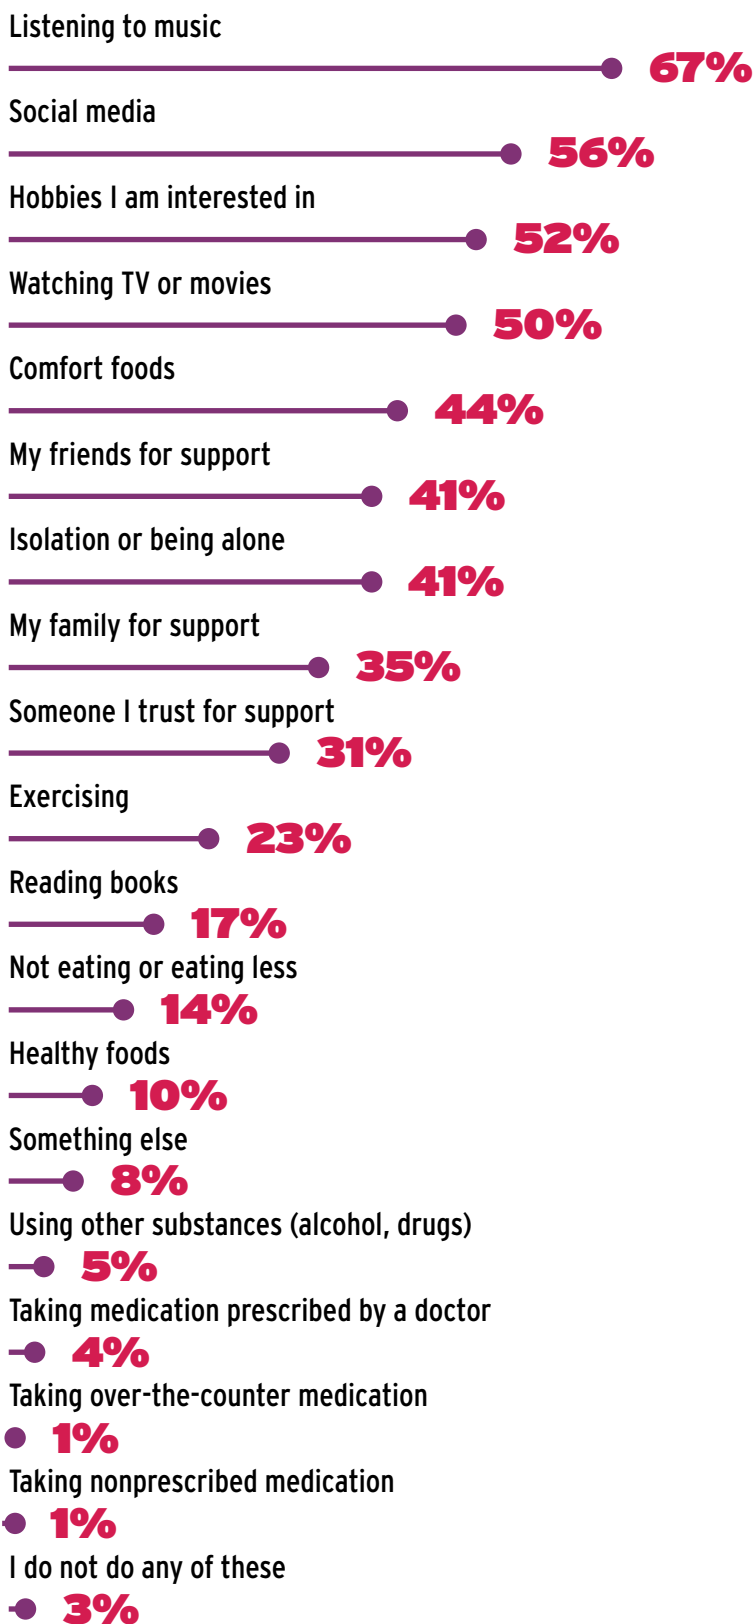 Listening to music
67%
Social media
56%
Hobbies I am interested in
52%
Watching TV or movies
50%
Comfort foods
44%
My friends for support
41%
Isolation or being alone
41%
My family for support
35%
Someone I trust for support
31%
Exercising
23%
Reading books
17%
Not eating or eating less
14%
Healthy foods
10%
Something else
8%
Using other substances (alcohol, drugs)
5%
Taking medication prescribed by a doctor
4%
Taking over-the-counter medication
1%
Taking nonprescribed medication
1%
I do not do any of these
3%